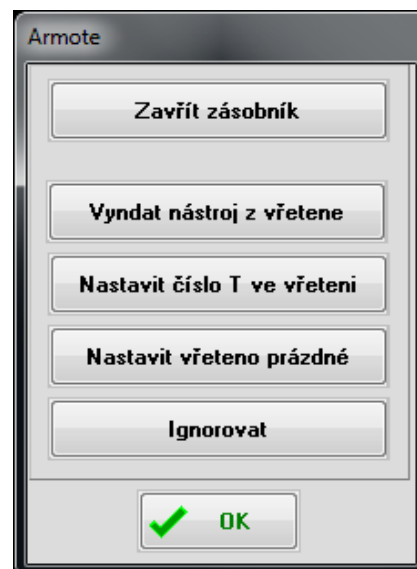 Armote
Zavřít zásobník
Vyndat nástroj z vřetene
Nastavit číslo T ve vřeteni
Nastavit vřeteno prázdné
Ignorovat
OK